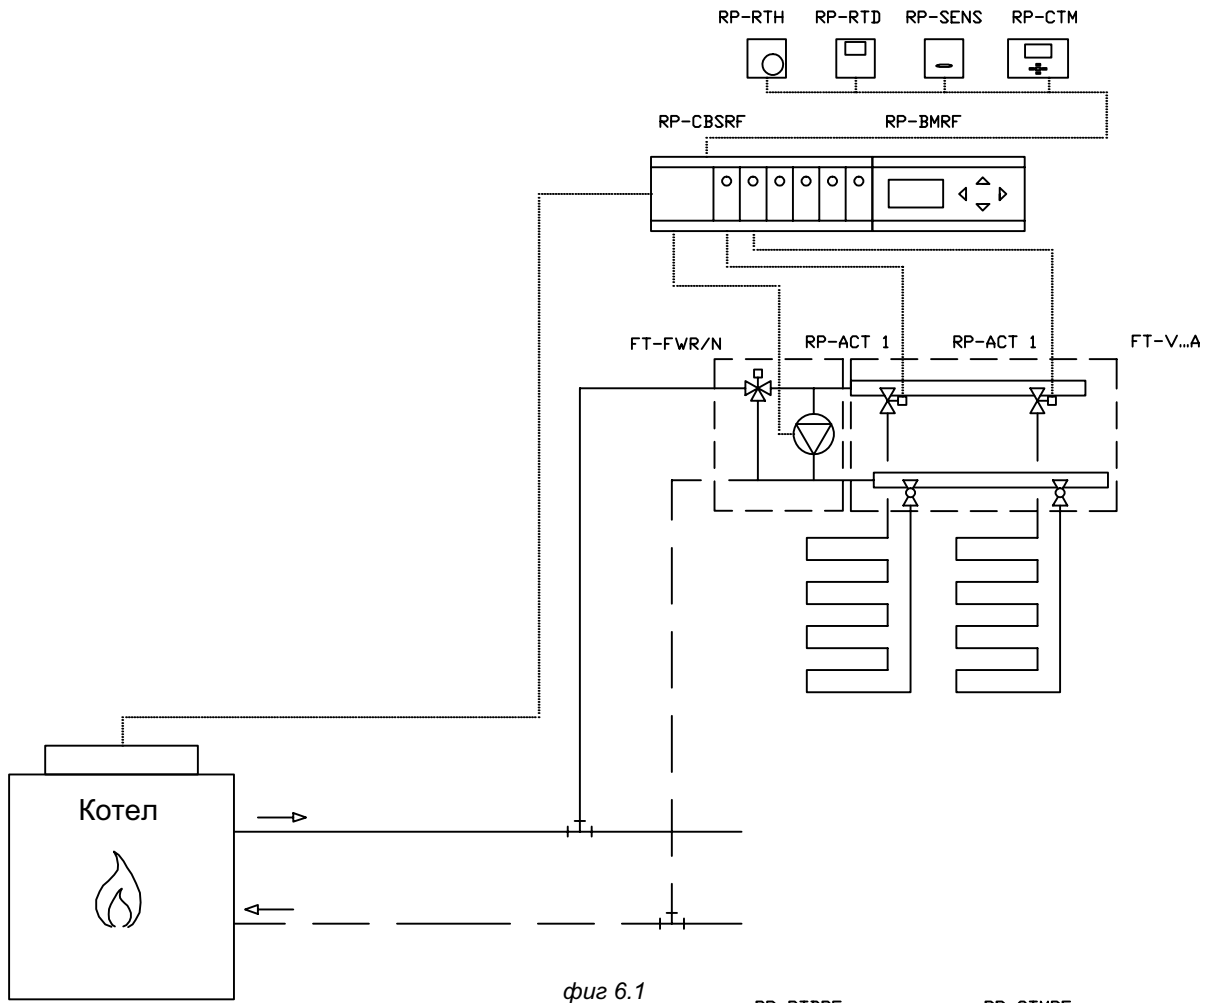 RP-RTH RP-RTD RP-SENS RP-CTM
RP-CBSRF RP-BMRF
FT-FWR/N RP-ACT 1 RP-ACT 1 FT-V...A
Котел
фиг 6.1